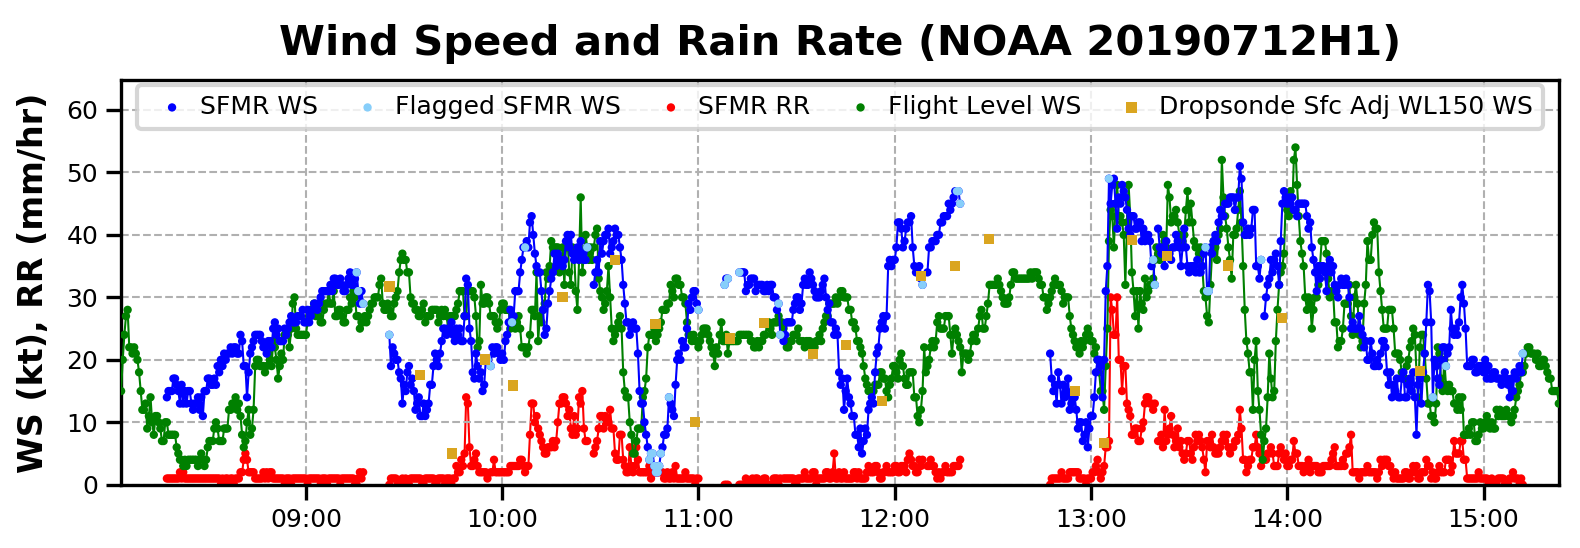 Wind Speed and Rain Rate (NOAA 20190712H1)
WS (kt), RR (mm/hr)
SFMR WS Flagged SFMR WS SFMR RR Flight Level WS Dropsonde Sfc Adj WL150 WS
60
50
40
30
20
10
0
09:00 10:00 11:00 12:00 13:00 14:00 15:00